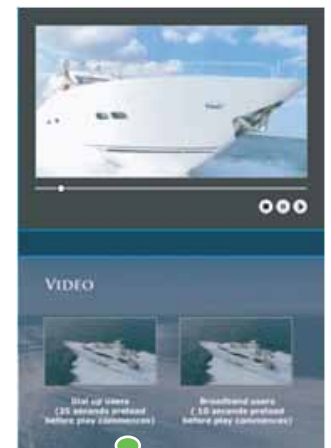 VIDEO
Dial up users
(35 seconds preload
before play commences)
Broadband users
( 10 seconds preload
before play commences)